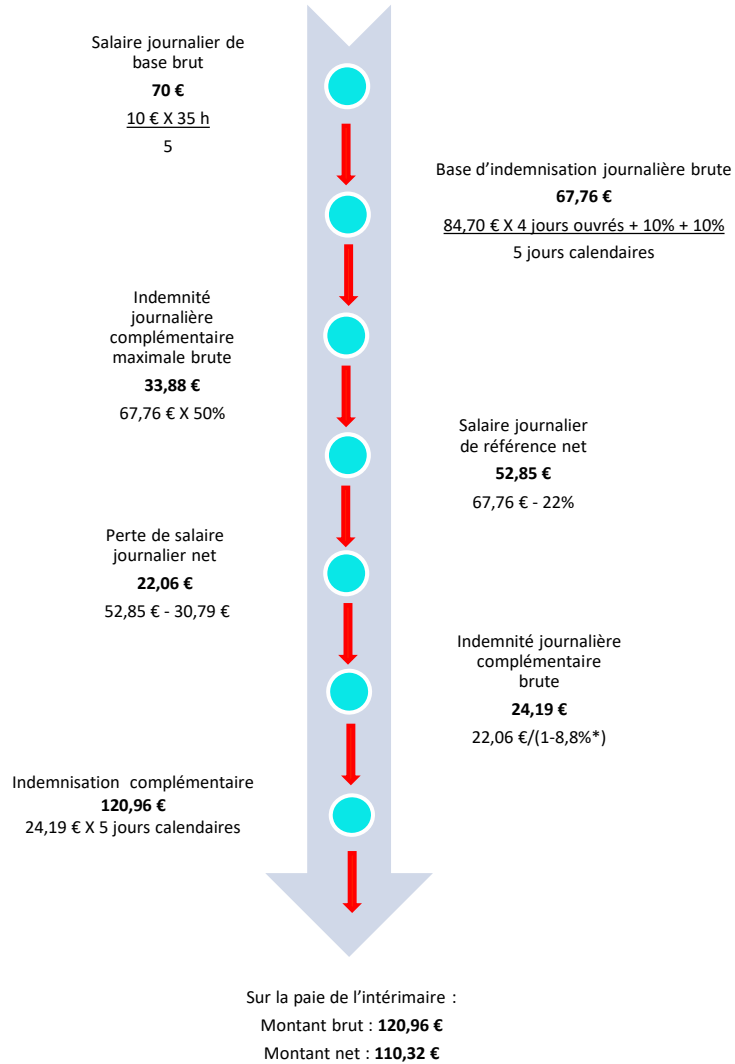 Salaire journalier de
base brut
70 €
10 € X 35 h
5
Base d’indemnisation journalière brute
67,76 €
84,70 € X 4 jours ouvrés + 10% + 10%
5 jours calendaires
Indemnité
journalière
complémentaire
maximale brute
33,88 €
67,76 € X 50%
Salaire journalier
de référence net
52,85 €
67,76 € - 22%
Perte de salaire
journalier net
22,06 €
52,85 € - 30,79 €
Indemnité journalière
complémentaire
brute
24,19 €
22,06 €/(1-8,8%*)
Indemnisation complémentaire
120,96 €
24,19 € X 5 jours calendaires
Sur la paie de l’intérimaire :
Montant brut : 120,96 €
Montant net : 110,32 €